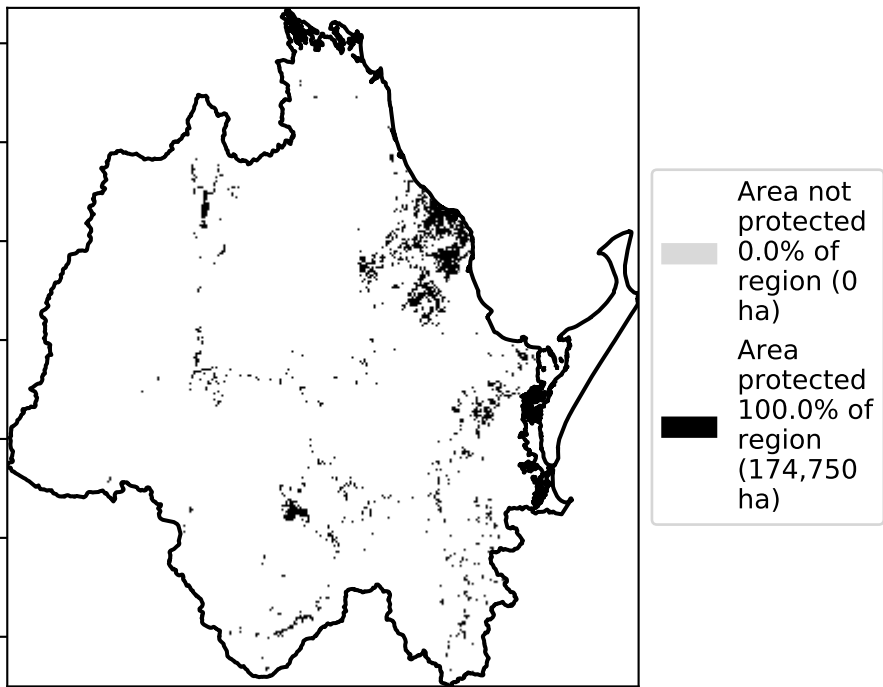 Area not
protected
0.0% of
region (0
ha)
Area
protected
100.0% of
region
(174,750
ha)